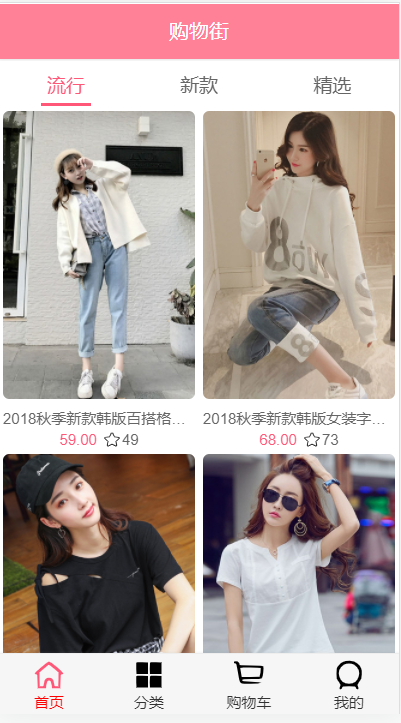 购物街
流行 新款 精选
2018秋季新款韩版百搭格... 2018秋季新款韩版女装字...
59.00 49 68.00 73
首页 分类 购物车 我的